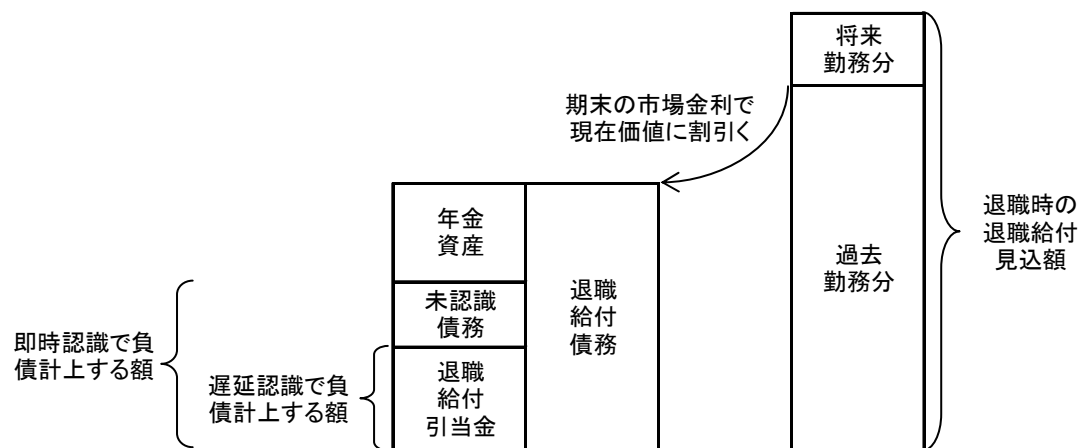 将来
勤務分
期末の市場金利で
現在価値に割引く
年金
資産
未認識
債務
退職
給付
引当金
退職
給付
債務
過去
勤務分
退職時の
退職給付
見込額
即時認識で負
債計上する額
遅延認識で負
債計上する額